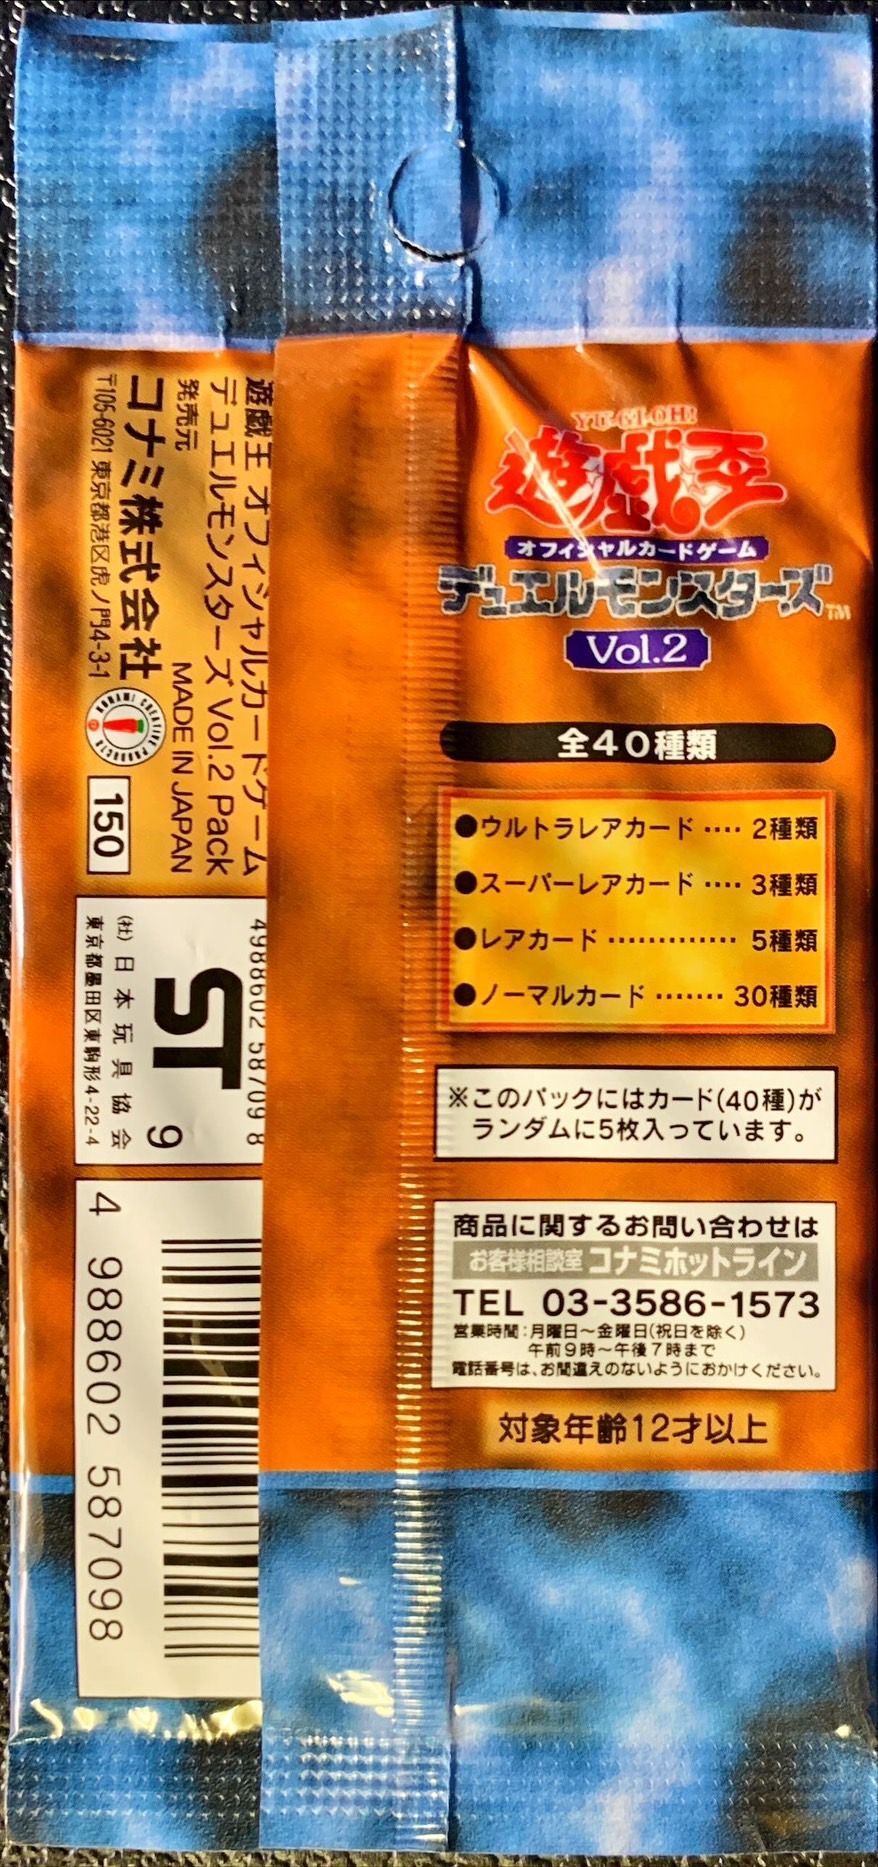 YU-GI-OH!
遊戯王
オフィシャルカードゲーム
デュエルモンスターズ™
Vol.2
全40種類
●ウルトラレアカード ‥‥ 2種類
●スーパーレアカード ‥‥ 3種類
●レアカード ‥‥‥‥‥‥‥ 5種類
●ノーマルカード ‥‥‥‥ 30種類
※このパックにはカード(40種)が
ランダムに5枚入っています。
商品に関するお問い合わせは
お客様相談室 コナミホットライン
TEL 03-3586-1573
営業時間:月曜日〜金曜日(祝日を除く)
午前9時〜午後7時まで
電話番号は、お間違えのないようにおかけください。
対象年齢12才以上
遊戯王 オフィシャルカードゲーム
デュエルモンスターズ Vol.2 Pack
発売元
MADE IN JAPAN
コナミ株式会社
〒105-6021 東京都港区虎ノ門4-3-1
KONAMI CREATIVE PRODUCTS
150
4988602 587098
ST
9
(社)日本玩具協会
東京都墨田区東駒形4-22-4
4 988602 587098